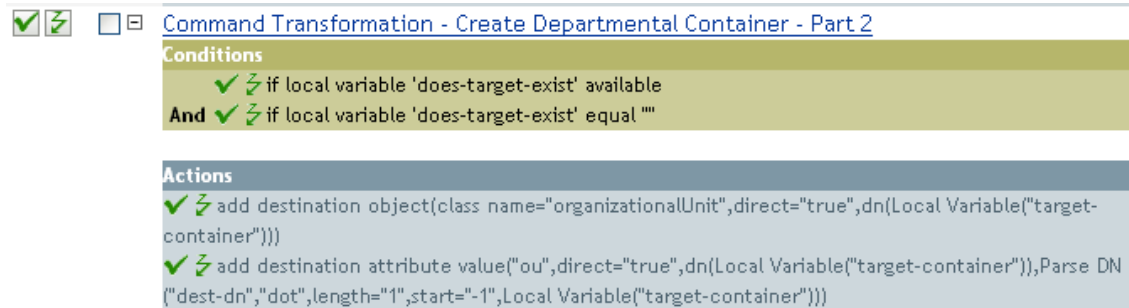 Command Transformation - Create Departmental Container - Part 2
Conditions
if local variable 'does-target-exist' available
And if local variable 'does-target-exist' equal ""
Actions
add destination object(class name="organizationalUnit",direct="true",dn(Local Variable("target-
container")))
add destination attribute value("ou",direct="true",dn(Local Variable("target-container")),Parse DN
("dest-dn","dot",length="1",start="-1",Local Variable("target-container")))